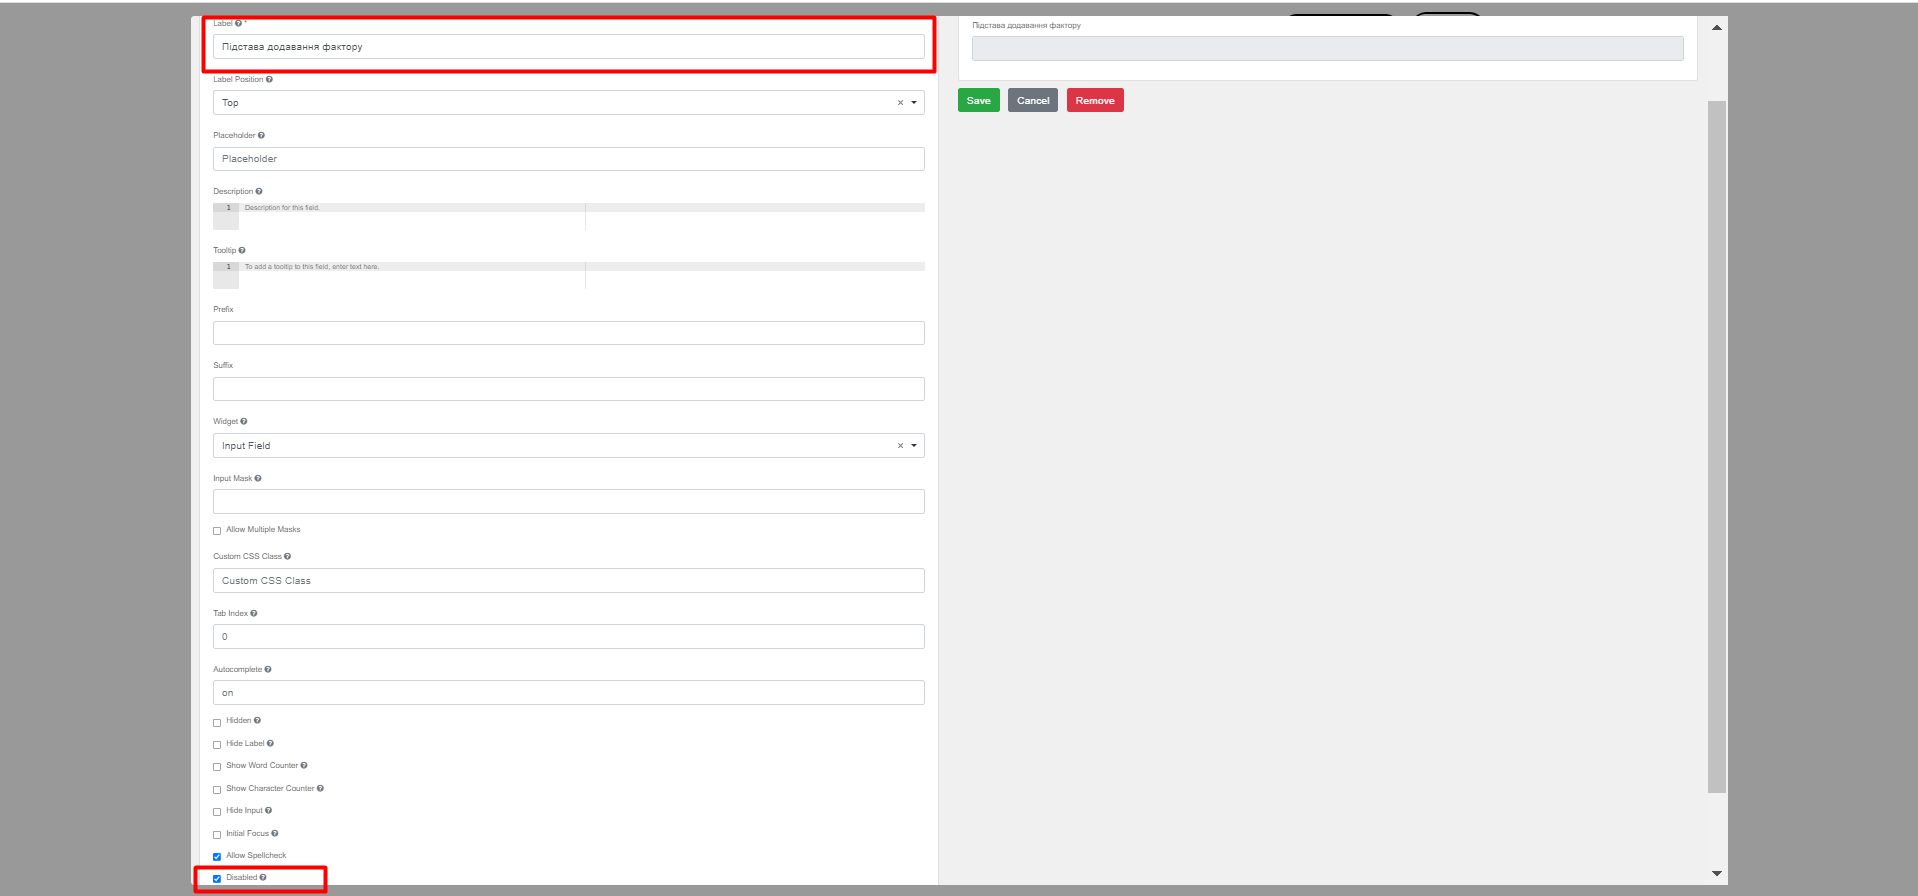 Label *
Підстава додавання фактору
Label Position
Top
Placeholder
Placeholder
Description
1 Description for this field.
Tooltip
1 To add a tooltip to this field, enter text here.
Prefix
Suffix
Widget
Input Field
Input Mask
Allow Multiple Masks
Custom CSS Class
Custom CSS Class
Tab Index
0
Autocomplete
on
Hidden
Hide Label
Show Word Counter
Show Character Counter
Hide Input
Initial Focus
Allow Spellcheck
Disabled
Підстава додавання фактору
Save Cancel Remove